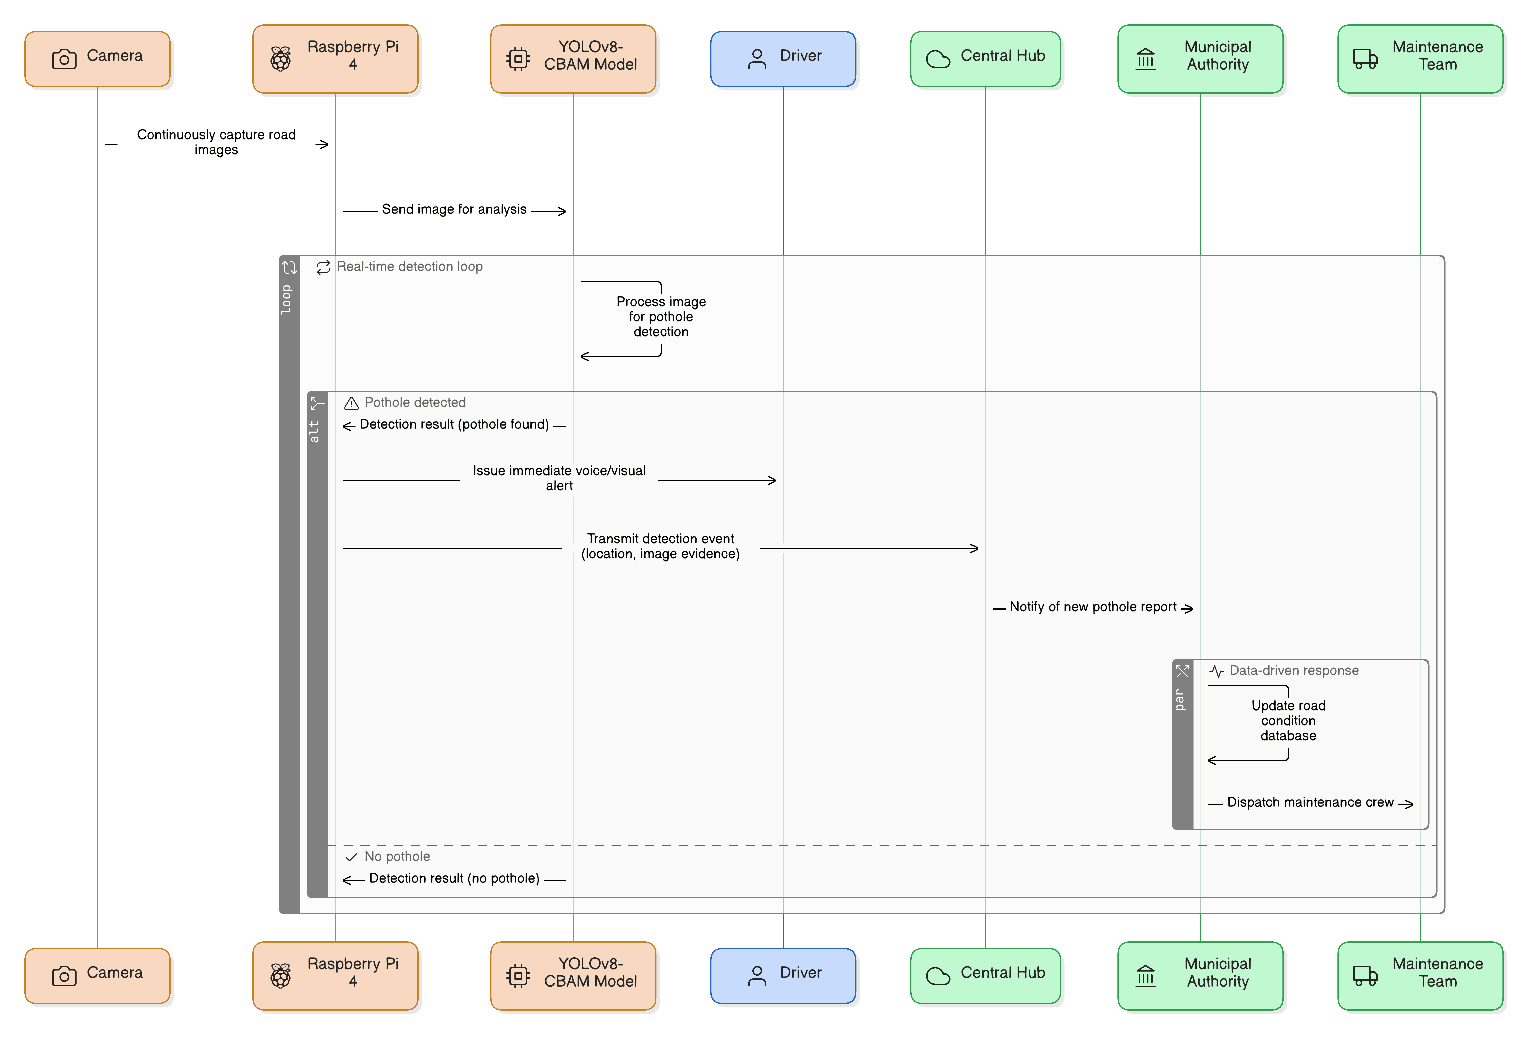 Camera
Raspberry Pi
4
YOLOv8-
CBAM Model
Driver
Central Hub
Municipal
Authority
Maintenance
Team
Continuously capture road
images
Send image for analysis
loop
Real-time detection loop
Process image
for pothole
detection
alt
Pothole detected
Detection result (pothole found)
Issue immediate voice/visual
alert
Transmit detection event
(location, image evidence)
Notify of new pothole report
par
Data-driven response
Update road
condition
database
Dispatch maintenance crew
No pothole
Detection result (no pothole)
Camera
Raspberry Pi
4
YOLOv8-
CBAM Model
Driver
Central Hub
Municipal
Authority
Maintenance
Team